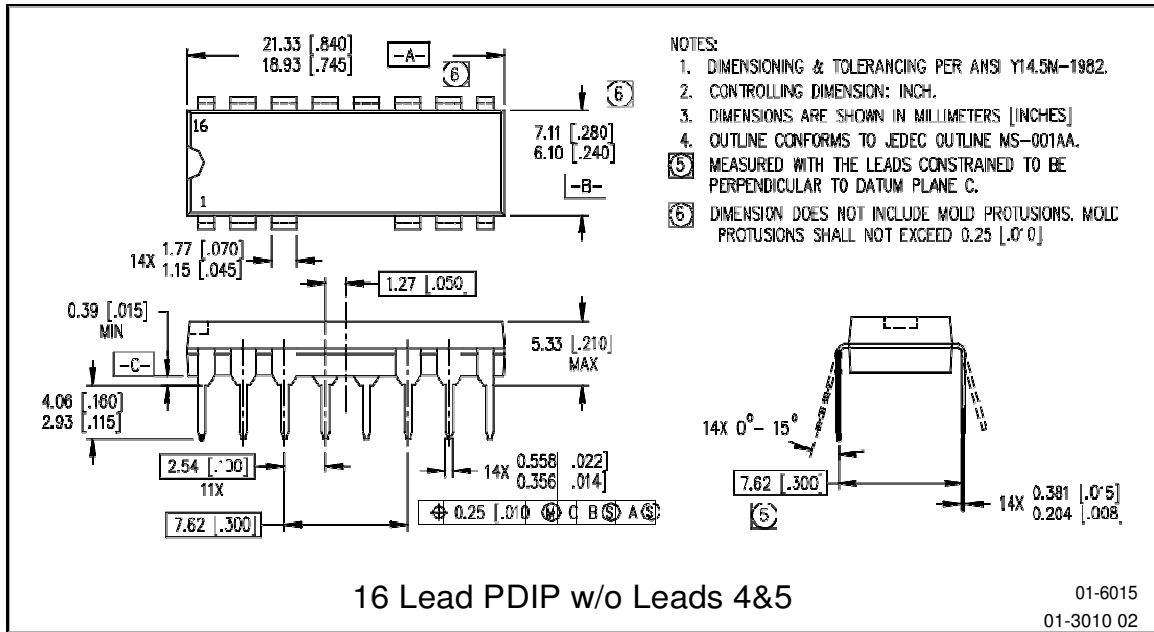 21.33 [.840]
18.93 [.745]
-A-
6
6
16
1
7.11 [.280]
6.10 [.240]
-B-
14X 1.77 [.070]
1.15 [.045]
1.27 [.050]
NOTES:
1. DIMENSIONING & TOLERANCING PER ANSI Y14.5M-1982.
2. CONTROLLING DIMENSION: INCH.
3. DIMENSIONS ARE SHOWN IN MILLIMETERS [INCHES]
4. OUTLINE CONFORMS TO JEDEC OUTLINE MS-001AA.
5 MEASURED WITH THE LEADS CONSTRAINED TO BE
PERPENDICULAR TO DATUM PLANE C.
6 DIMENSION DOES NOT INCLUDE MOLD PROTUSIONS. MOLD
PROTUSIONS SHALL NOT EXCEED 0.25 [.010]
0.39 [.015]
MIN
-C-
5.33 [.210]
MAX
4.06 [.160]
2.93 [.115]
2.54 [.100]
11X
14X 0.558 [.022]
0.356 [.014]
7.62 [.300]
⌖ 0.25 [.010 Ⓜ C B Ⓢ A Ⓢ
14X 0°-15°
7.62 [.300]
5
14X 0.381 [.015]
0.204 [.008]
16 Lead PDIP w/o Leads 4&5
01-6015
01-3010 02